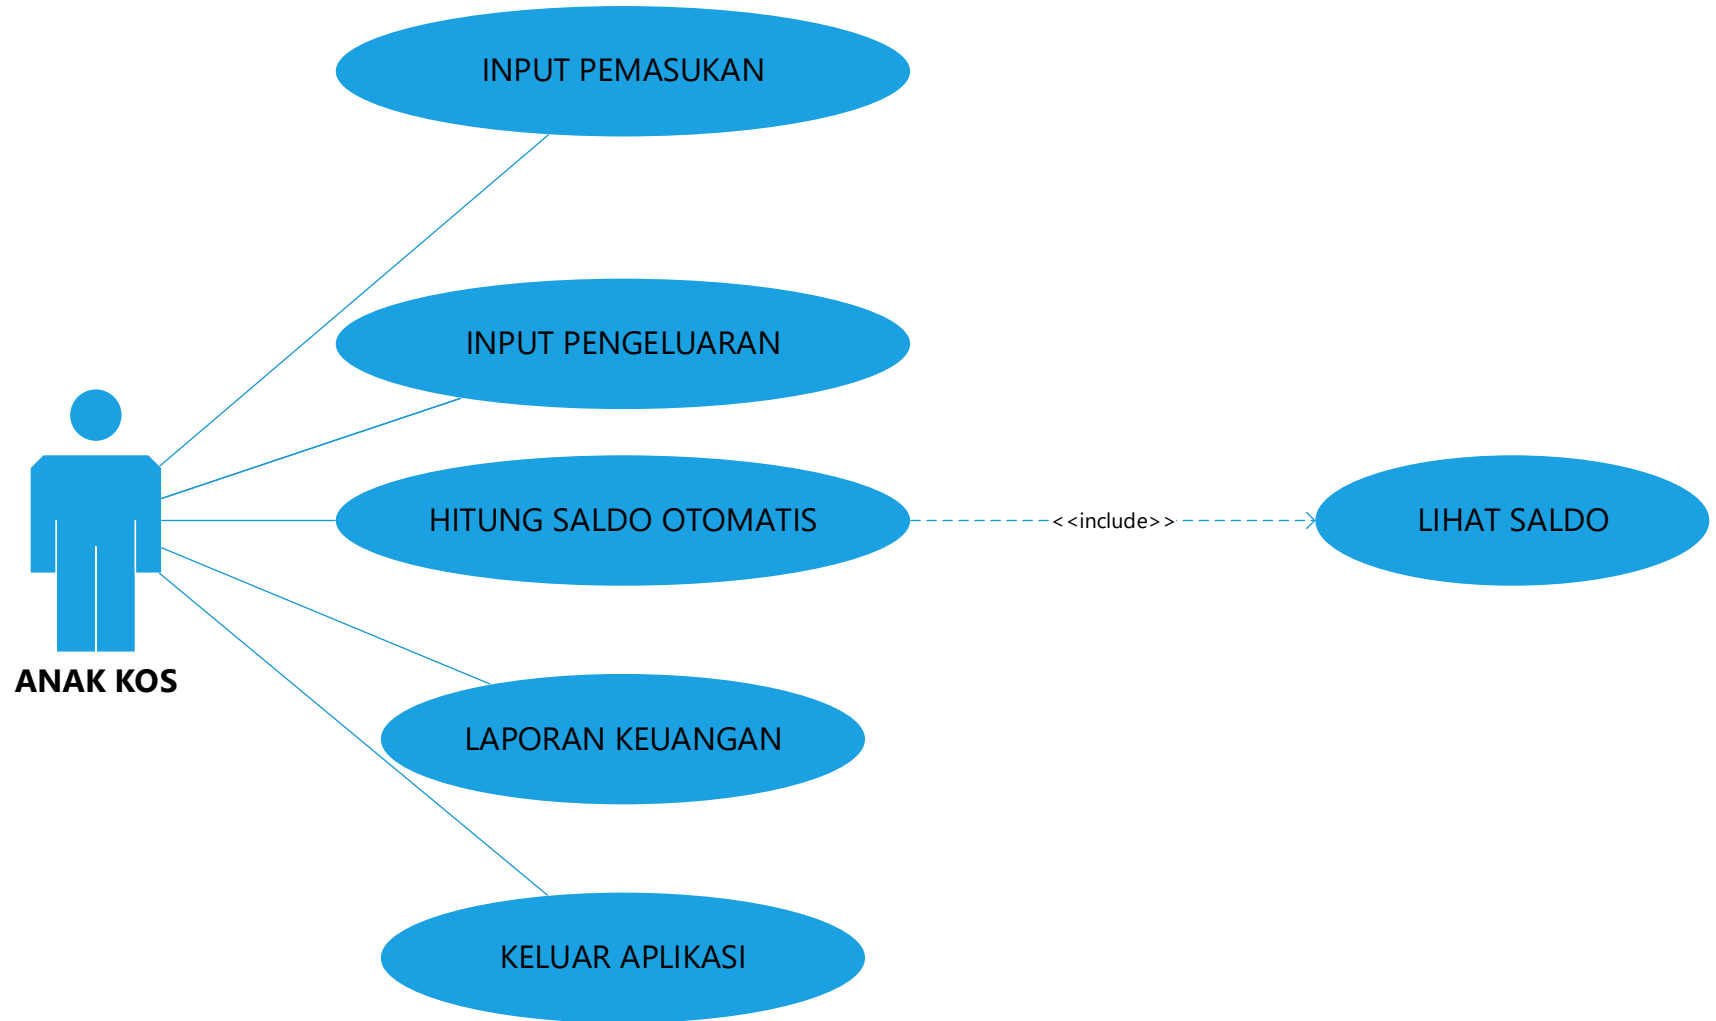 INPUT PEMASUKAN
INPUT PENGELUARAN
HITUNG SALDO OTOMATIS
<<include>>
LIHAT SALDO
ANAK KOS
LAPORAN KEUANGAN
KELUAR APLIKASI